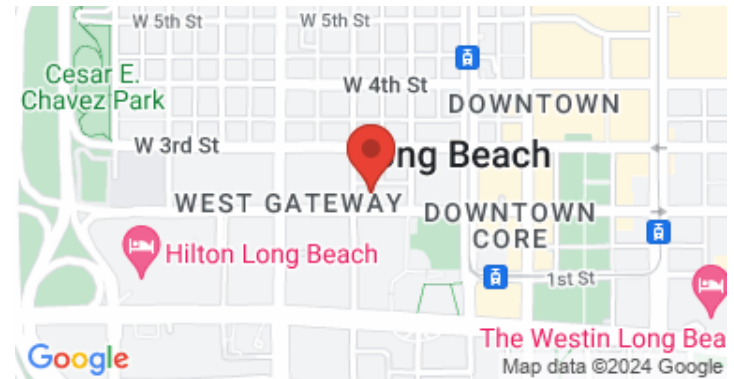 W 5th St
W 5th St
Cesar E.
Chavez Park
W 4th St
DOWNTOWN
W 3rd St
ng Beach
WEST GATEWAY
DOWNTOWN
CORE
Hilton Long Beach
1st St
The Westin Long Bea
Google
Map data ©2024 Google